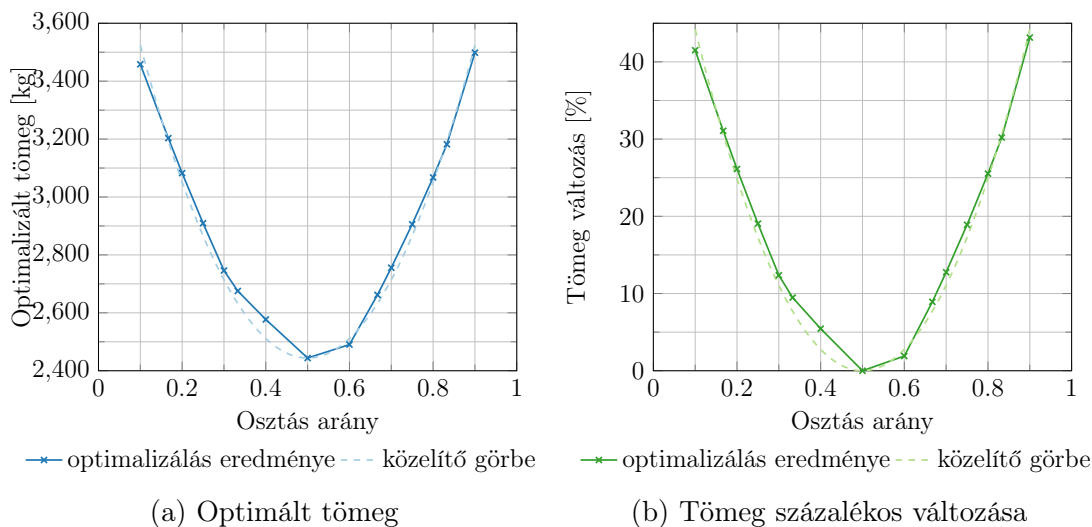 3,600
3,400
3,200
3,000
2,800
2,600
2,400
Optimalizált tömeg [kg]
0 0.2 0.4 0.6 0.8 1
Osztás arány
optimalizálás eredménye közelítő görbe
(a) Optimált tömeg
40
30
20
10
0
Tömeg változás [%]
0 0.2 0.4 0.6 0.8 1
Osztás arány
optimalizálás eredménye közelítő görbe
(b) Tömeg százalékos változása